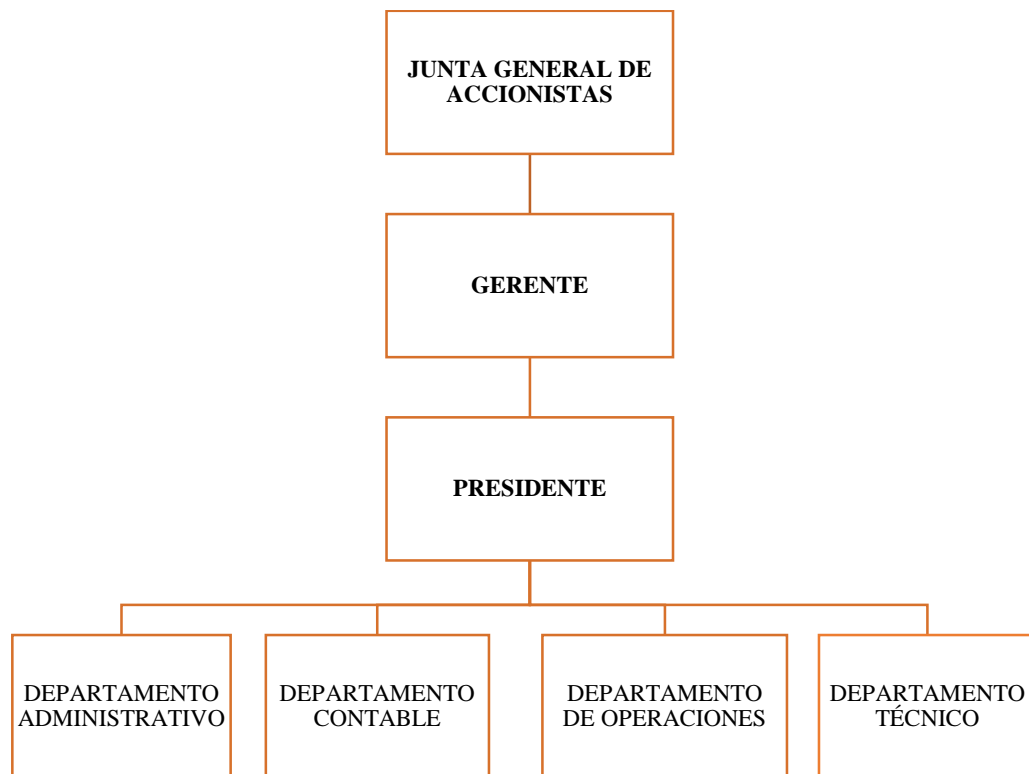 JUNTA GENERAL DE
ACCIONISTAS
GERENTE
PRESIDENTE
DEPARTAMENTO
ADMINISTRATIVO
DEPARTAMENTO
CONTABLE
DEPARTAMENTO
DE OPERACIONES
DEPARTAMENTO
TÉCNICO